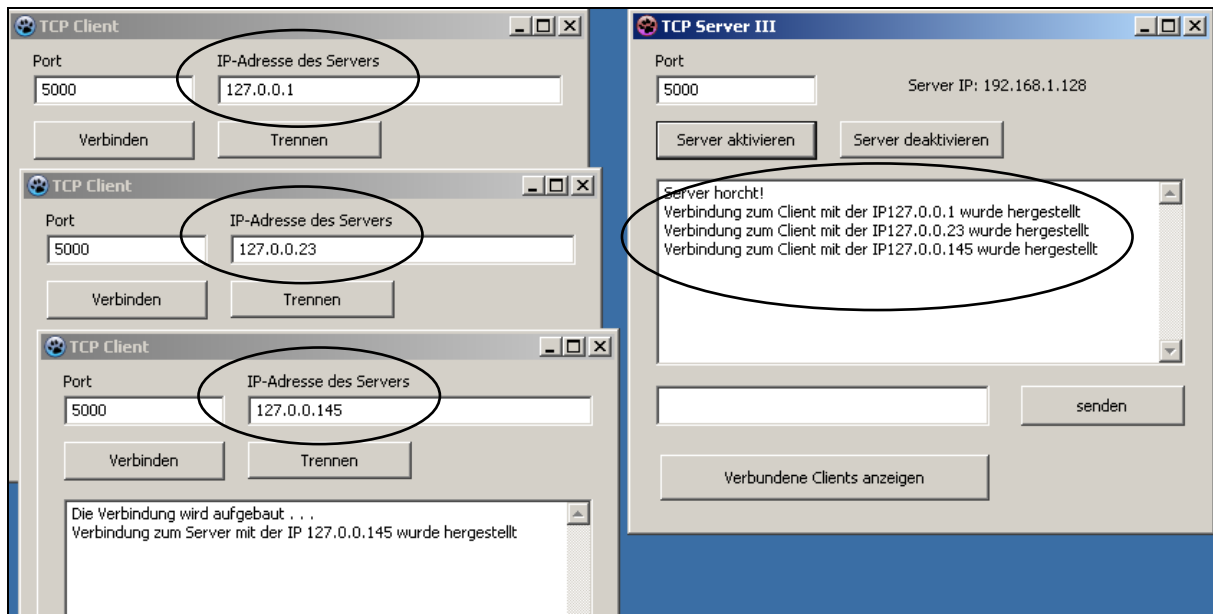 TCP Client
Port IP-Adresse des Servers
5000 127.0.0.1
Verbinden Trennen
TCP Client
Port IP-Adresse des Servers
5000 127.0.0.23
Verbinden Trennen
TCP Client
Port IP-Adresse des Servers
5000 127.0.0.145
Verbinden Trennen
Die Verbindung wird aufgebaut . . .
Verbindung zum Server mit der IP 127.0.0.145 wurde hergestellt
TCP Server III
Port
5000 Server IP: 192.168.1.128
Server aktivieren Server deaktivieren
Server horcht!
Verbindung zum Client mit der IP127.0.0.1 wurde hergestellt
Verbindung zum Client mit der IP127.0.0.23 wurde hergestellt
Verbindung zum Client mit der IP127.0.0.145 wurde hergestellt
senden
Verbundene Clients anzeigen